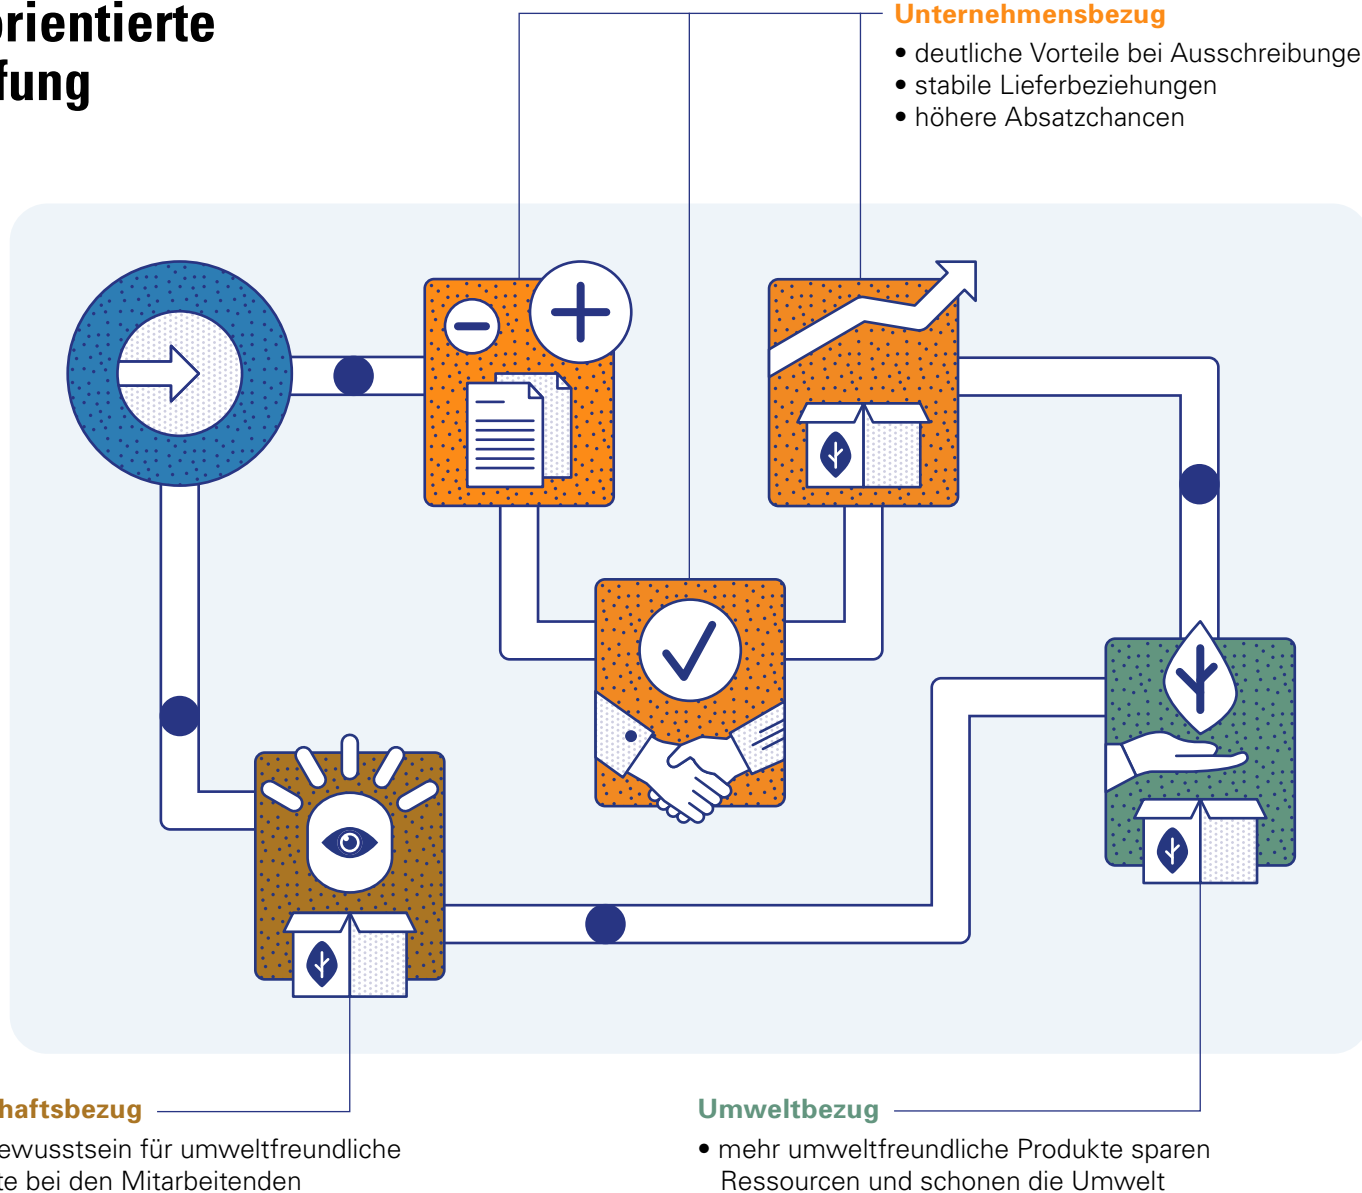 orientierte
fung
Unternehmensbezug
• deutliche Vorteile bei Ausschreibunge
• stabile Lieferbeziehungen
• höhere Absatzchancen
haftsbezug
ewusstsein für umweltfreundliche
te bei den Mitarbeitenden
Umweltbezug
• mehr umweltfreundliche Produkte sparen
Ressourcen und schonen die Umwelt